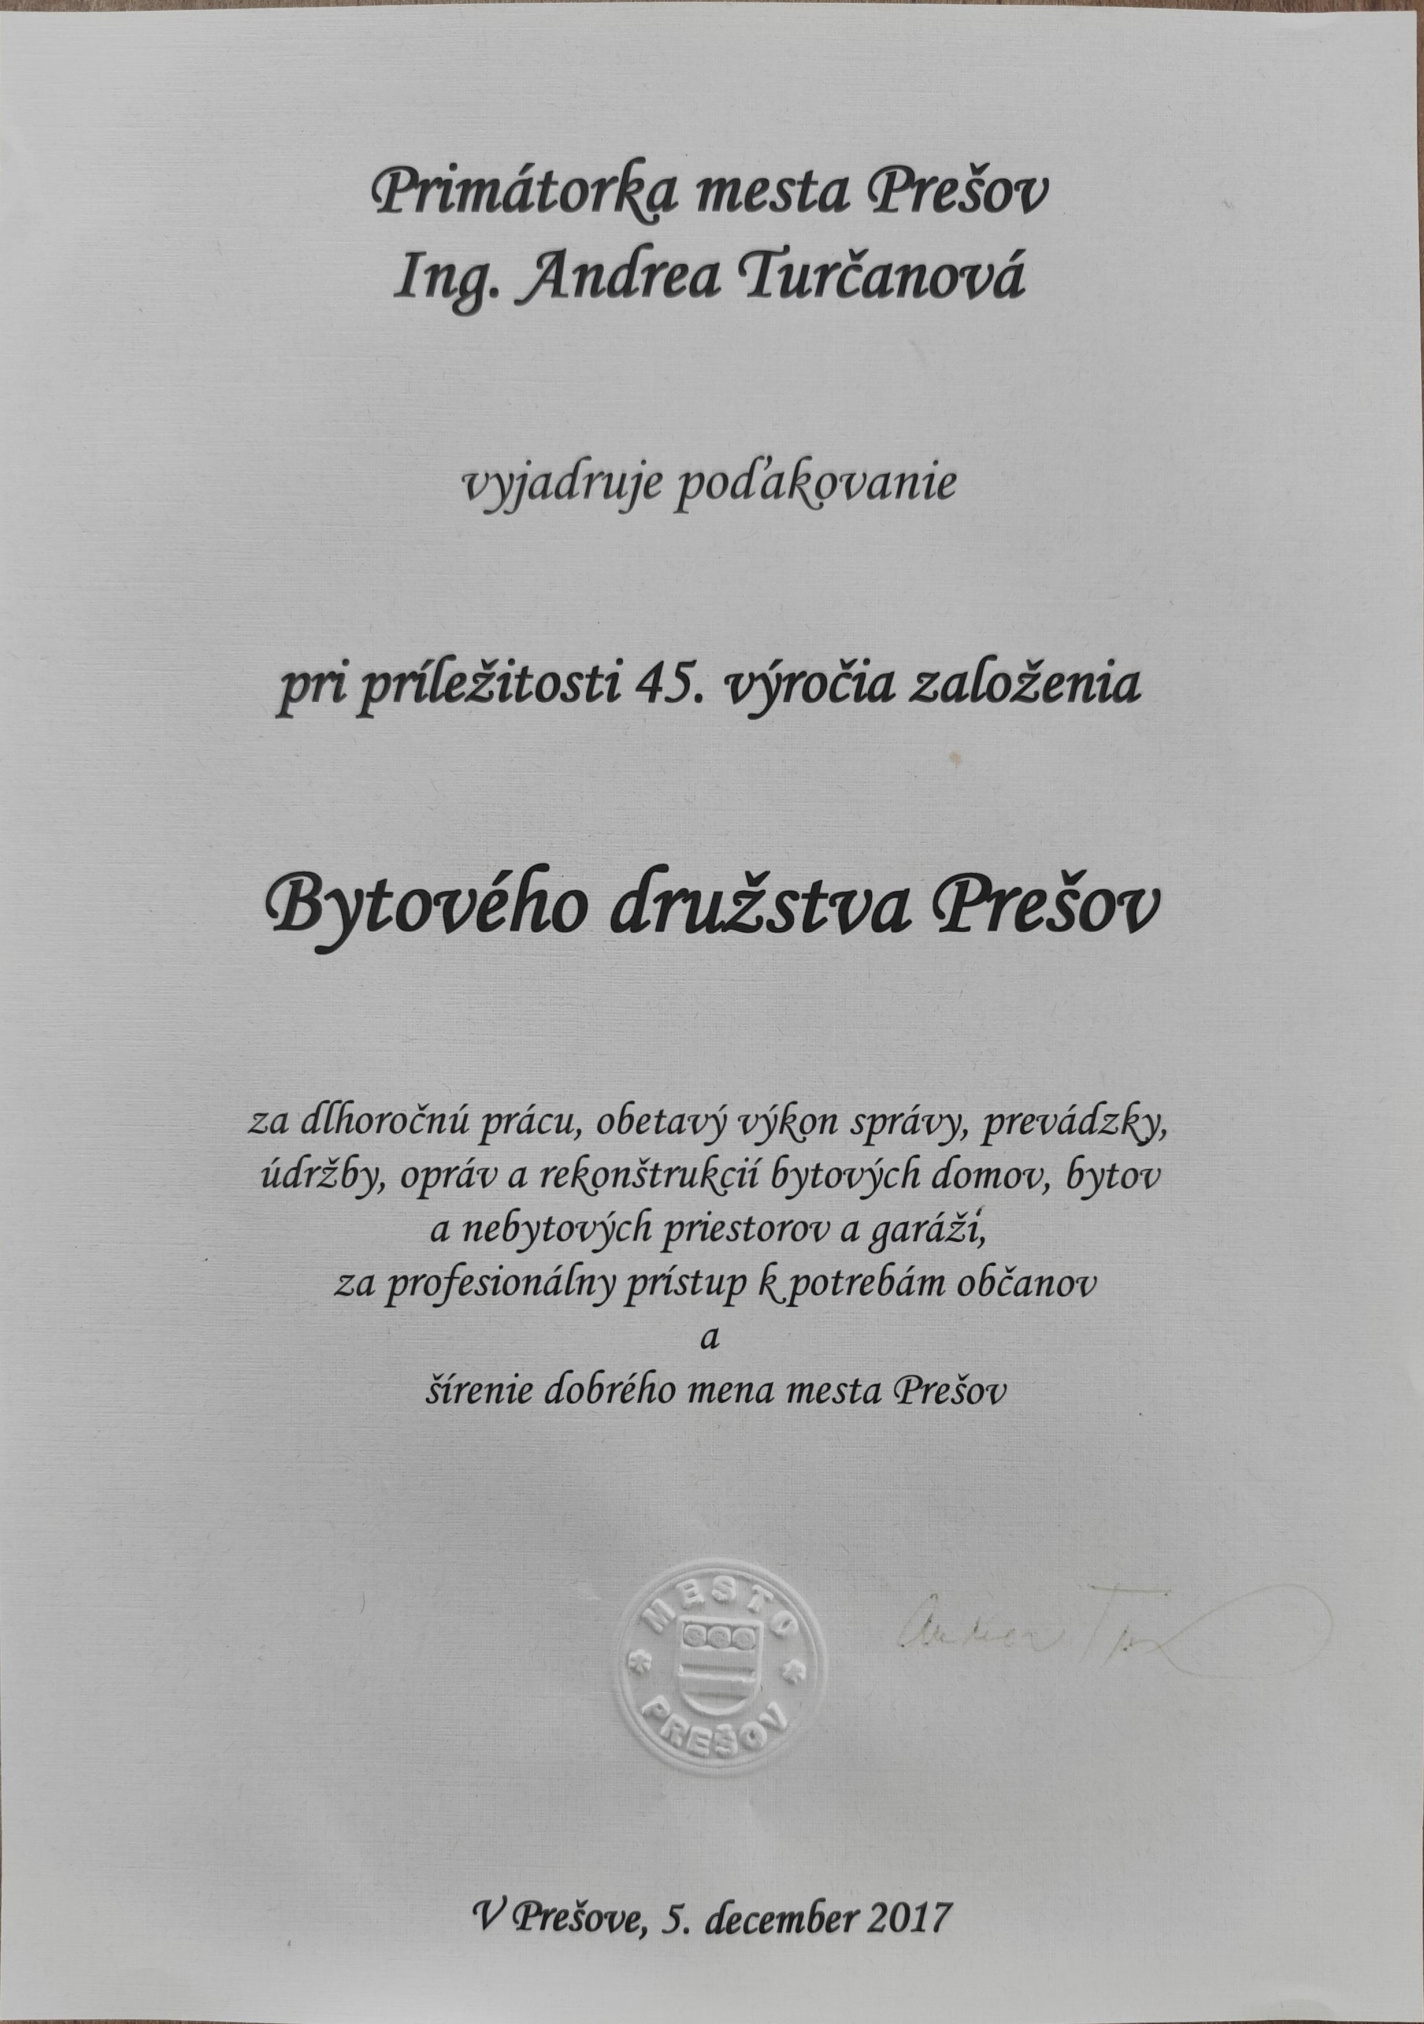 Primátorka mesta Prešov
Ing. Andrea Turčanová
vyjadruje poďakovanie
pri príležitosti 45. výročia založenia
Bytového družstva Prešov
za dlhoročnú prácu, obetavý výkon správy, prevádzky,
údržby, opráv a rekonštrukcií bytových domov, bytov
a nebytových priestorov a garáží,
za profesionálny prístup k potrebám občanov
a
šírenie dobrého mena mesta Prešov
MESTO
PREŠOV
V Prešove, 5. december 2017